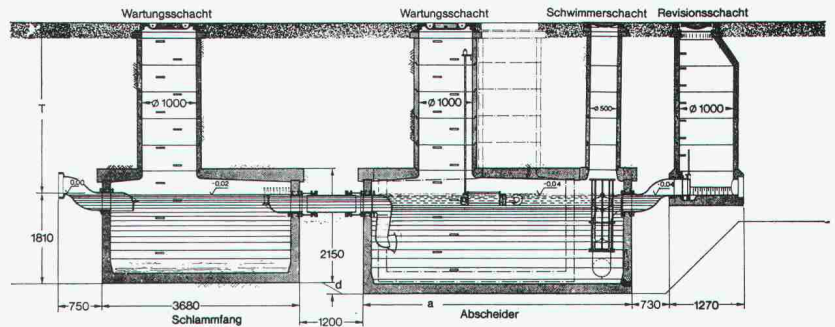 Wartungsschacht
Wartungsschacht
Schwimmerschacht
Revisionsschacht
T
ø 1000
ø 1000
ø 500
ø 1000
0,00
-0,02
-0,04
-0,04
1810
2150
d
750
3680
1200
a
730
1270
Schlammfang
Abscheider